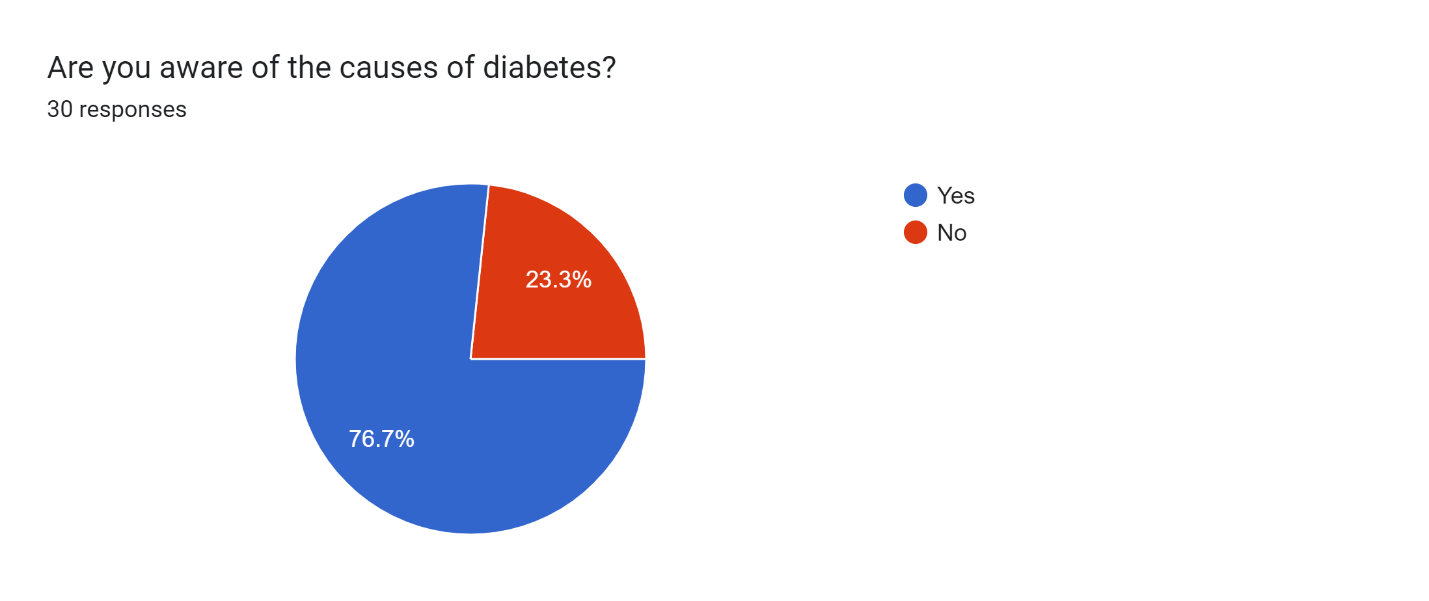 Are you aware of the causes of diabetes?
30 responses
Yes
No
23.3%
76.7%